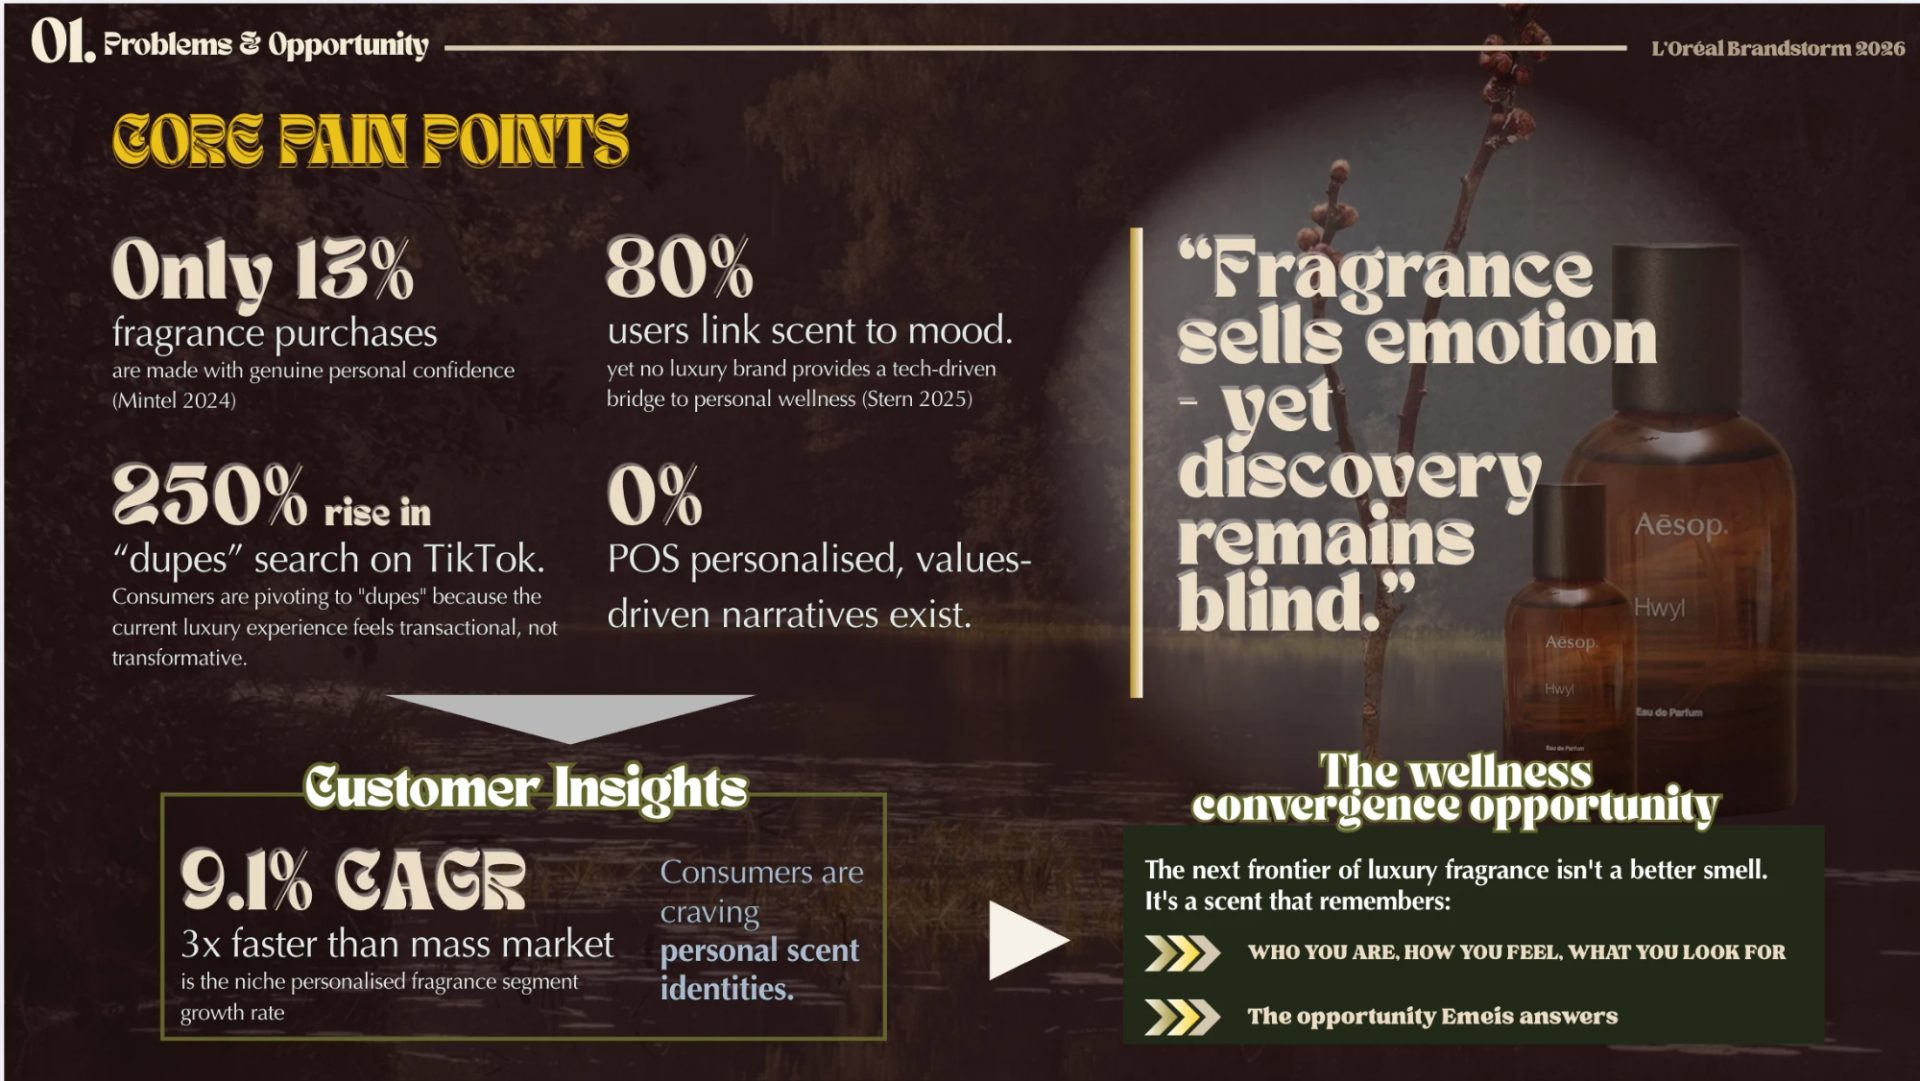 01. Problems & Opportunity
L'Oréal Brandstorm 2026
CORE PAIN POINTS
Only 13%
fragrance purchases
are made with genuine personal confidence
(Mintel 2024)
80%
users link scent to mood.
yet no luxury brand provides a tech-driven
bridge to personal wellness (Stern 2025)
250% rise in
“dupes” search on TikTok.
Consumers are pivoting to "dupes" because the
current luxury experience feels transactional, not
transformative.
0%
POS personalised, values-
driven narratives exist.
“Fragrance
sells emotion
- yet
discovery
remains
blind.”
Aēsop.
Hwyl
Eau de Parfum
Aēsop.
Hwyl
Eau de Parfum
Customer Insights
9.1% CAGR
3x faster than mass market
is the niche personalised fragrance segment
growth rate
Consumers are
craving
personal scent
identities.
The wellness
convergence opportunity
The next frontier of luxury fragrance isn't a better smell.
It's a scent that remembers:
WHO YOU ARE, HOW YOU FEEL, WHAT YOU LOOK FOR
The opportunity Emeis answers